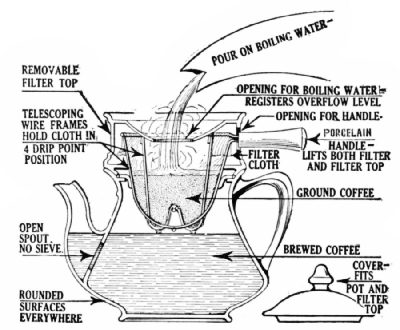 POUR ON BOILING WATER-
REMOVABLE
FILTER TOP
OPENING FOR BOILING WATER-
REGISTERS OVERFLOW LEVEL
TELESCOPING
WIRE FRAMES
HOLD CLOTH IN
4 DRIP POINT
POSITION
OPENING FOR HANDLE-
PORCELAIN
HANDLE-
LIFTS BOTH FILTER
AND FILTER TOP
FILTER
CLOTH
GROUND COFFEE
OPEN
SPOUT,
NO SIEVE
BREWED COFFEE
COVER-
FITS
POT AND
FILTER
TOP
ROUNDED
SURFACES
EVERYWHERE